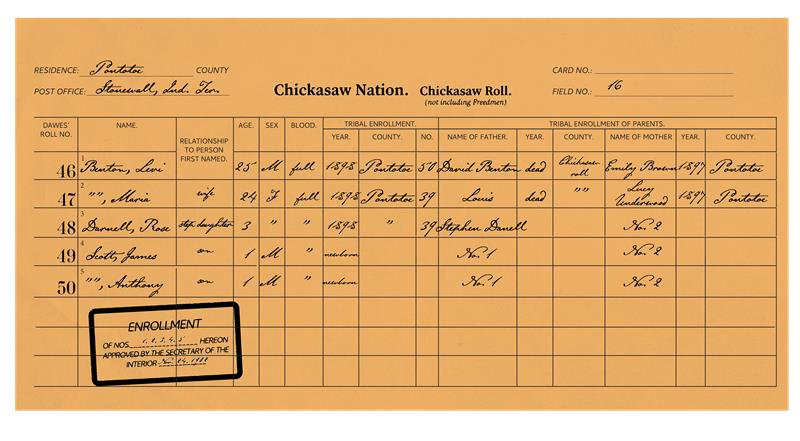 RESIDENCE: Pontotoc COUNTY
POST OFFICE: Stonewall, Ind. Ter.
Chickasaw Nation. Chickasaw Roll.
(not including Freedmen)
CARD NO.:
FIELD NO.: 16
DAWES' ROLL NO. NAME. RELATIONSHIP TO PERSON FIRST NAMED. AGE. SEX BLOOD. TRIBAL ENROLLMENT. TRIBAL ENROLLMENT OF PARENTS.
YEAR. COUNTY. NO. NAME OF FATHER. YEAR. COUNTY. NAME OF MOTHER YEAR. COUNTY.
46 1 Benton, Levi 25 M full 1898 Pontotoc 50 David Benton dead Chickasaw roll Emily Brown 1897 Pontotoc
47 2 "", Maria wife 24 F full 1898 Pontotoc 39 Louis dead "" Lucy Underwood 1897 Pontotoc
48 3 Darnell, Rose step daughter 3 " " 1898 " 39 Stephen Danell No. 2
49 4 Scott, James son 1 M newborn No. 1 No. 2
50 5 "", Anthony son 1 M " newborn No. 1 No. 2
ENROLLMENT
OF NOS. 1, 2, 3, 4, 5 HEREON
APPROVED BY THE SECRETARY OF THE
INTERIOR